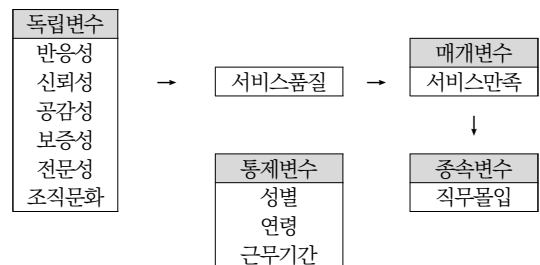 독립변수
반응성
신뢰성
공감성
보증성
전문성
조직문화
→
서비스품질
→
매개변수
서비스만족
↓
통제변수
성별
연령
근무기간
종속변수
직무몰입